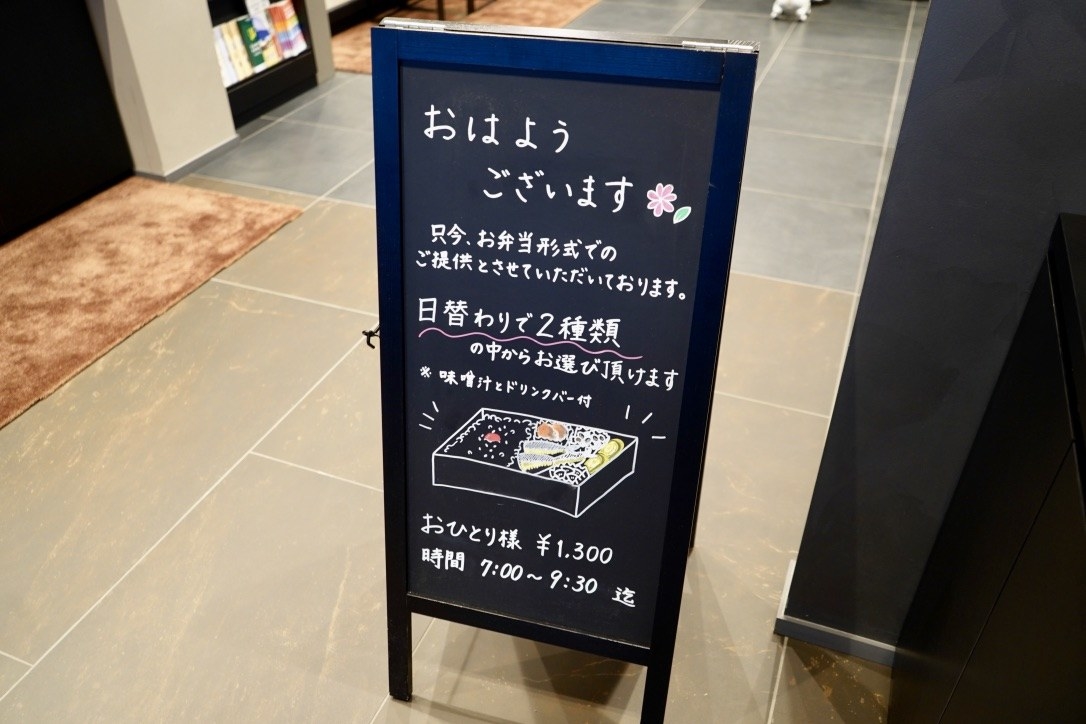 おはよう
ございます
只今、お弁当形式での
ご提供とさせていただいております。
日替わりで2種類
の中からお選び頂けます
※味噌汁とドリンクバー付
おひとり様 ¥1,300
時間 7:00～9:30 迄